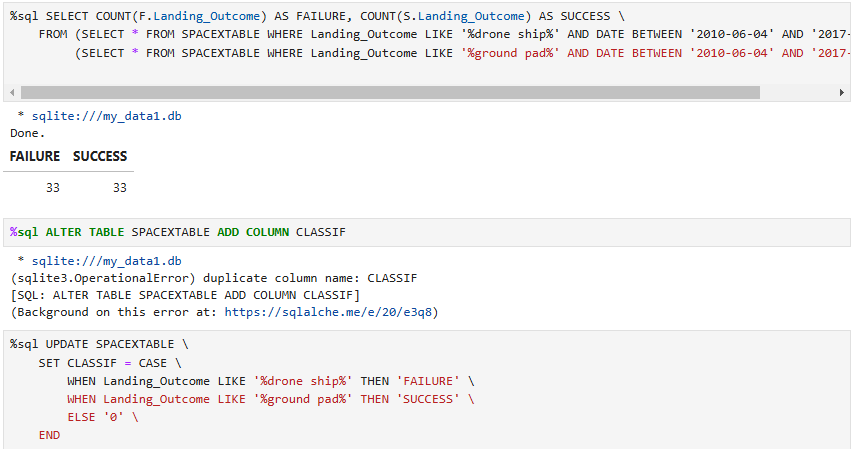 %sql SELECT COUNT(F.Landing_Outcome) AS FAILURE, COUNT(S.Landing_Outcome) AS SUCCESS \
FROM (SELECT * FROM SPACEXTABLE WHERE Landing_Outcome LIKE '%drone ship%' AND DATE BETWEEN '2010-06-04' AND '2017-
(SELECT * FROM SPACEXTABLE WHERE Landing_Outcome LIKE '%ground pad%' AND DATE BETWEEN '2010-06-04' AND '2017-
* sqlite:///my_data1.db
Done.
FAILURE SUCCESS
33 33
%sql ALTER TABLE SPACEXTABLE ADD COLUMN CLASSIF
* sqlite:///my_data1.db
(sqlite3.OperationalError) duplicate column name: CLASSIF
[SQL: ALTER TABLE SPACEXTABLE ADD COLUMN CLASSIF]
(Background on this error at: https://sqlalche.me/e/20/e3q8)
%sql UPDATE SPACEXTABLE \
SET CLASSIF = CASE \
WHEN Landing_Outcome LIKE '%drone ship%' THEN 'FAILURE' \
WHEN Landing_Outcome LIKE '%ground pad%' THEN 'SUCCESS' \
ELSE '0' \
END